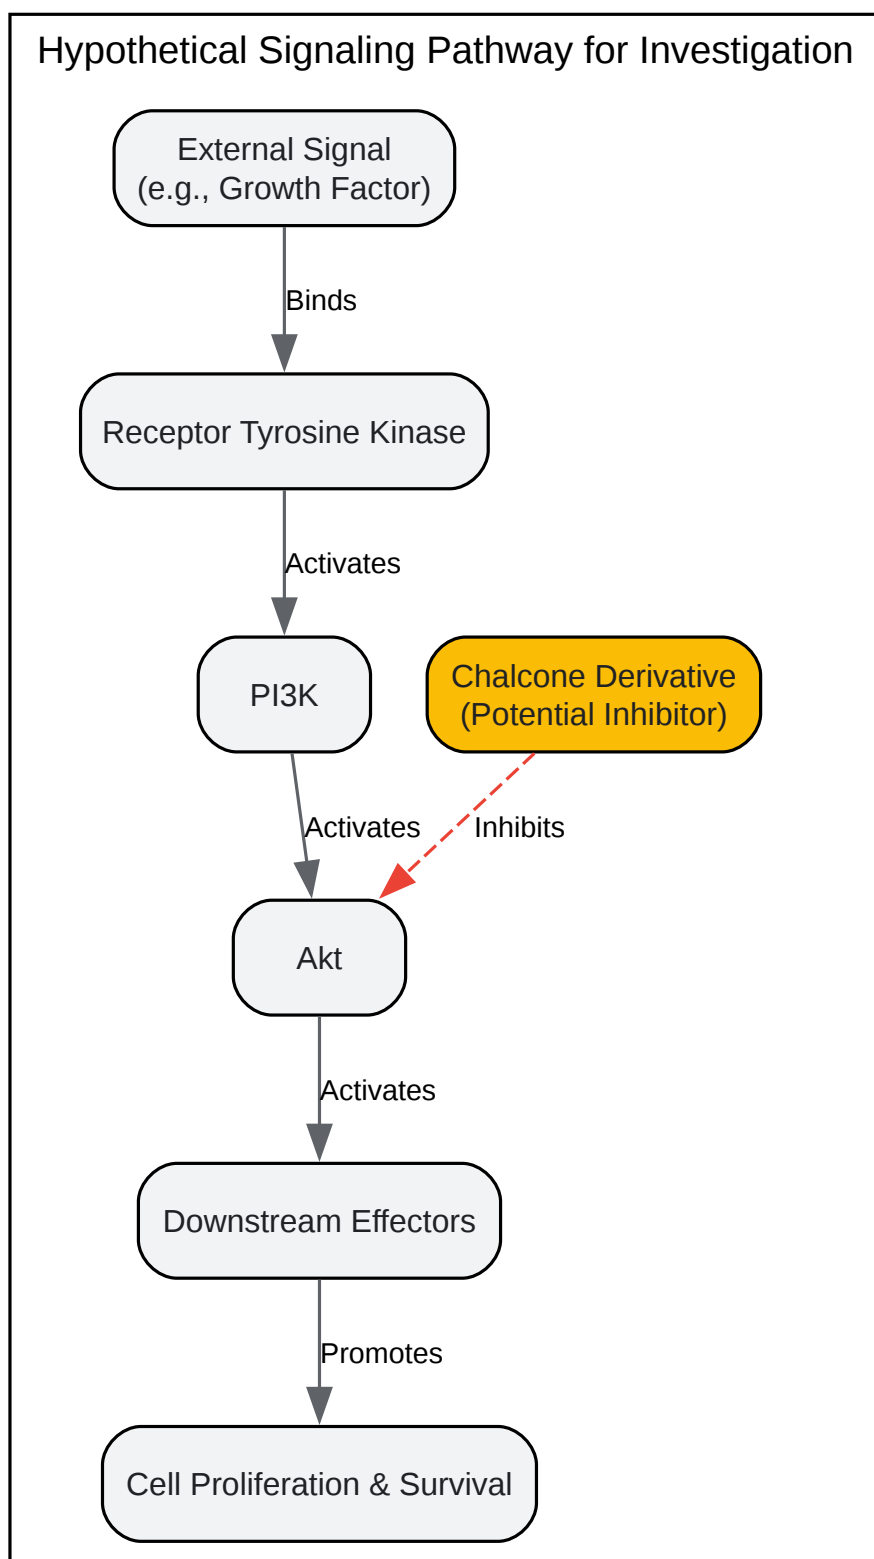 Hypothetical Signaling Pathway for Investigation
External Signal
(e.g., Growth Factor)
Binds
Receptor Tyrosine Kinase
Activates
PI3K
Chalcone Derivative
(Potential Inhibitor)
Activates
Inhibits
Akt
Activates
Downstream Effectors
Promotes
Cell Proliferation & Survival